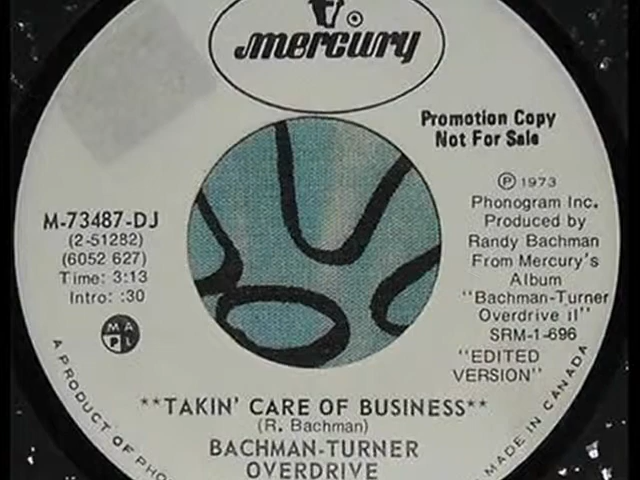 mercury
Promotion Copy
Not For Sale
℗ 1973
Phonogram Inc.
Produced by
Randy Bachman
From Mercury's
Album
"Bachman-Turner
Overdrive II"
SRM-1-696
"EDITED
VERSION"
M-73487-DJ
(2-51282)
(6052 627)
Time: 3:13
Intro: :30
M A
P L
**TAKIN' CARE OF BUSINESS**
(R. Bachman)
BACHMAN-TURNER
OVERDRIVE
A PRODUCT OF
MADE IN CANADA